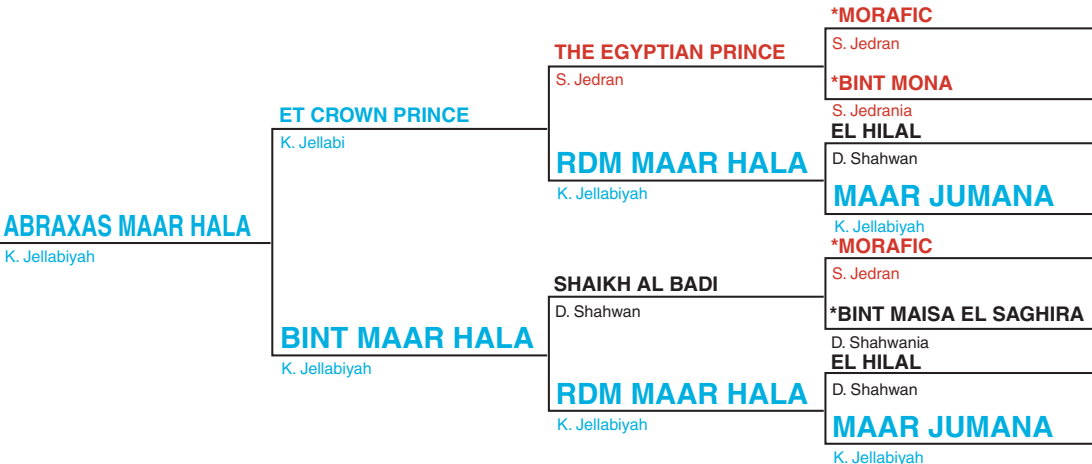 *MORAFIC
S. Jedran
THE EGYPTIAN PRINCE
S. Jedran
*BINT MONA
S. Jedrania
ET CROWN PRINCE
K. Jellabi
EL HILAL
D. Shahwan
RDM MAAR HALA
K. Jellabiyah
MAAR JUMANA
K. Jellabiyah
ABRAXAS MAAR HALA
K. Jellabiyah
*MORAFIC
S. Jedran
SHAIKH AL BADI
D. Shahwan
*BINT MAISA EL SAGHIRA
D. Shahwania
BINT MAAR HALA
K. Jellabiyah
EL HILAL
D. Shahwan
RDM MAAR HALA
K. Jellabiyah
MAAR JUMANA
K. Jellabiyah